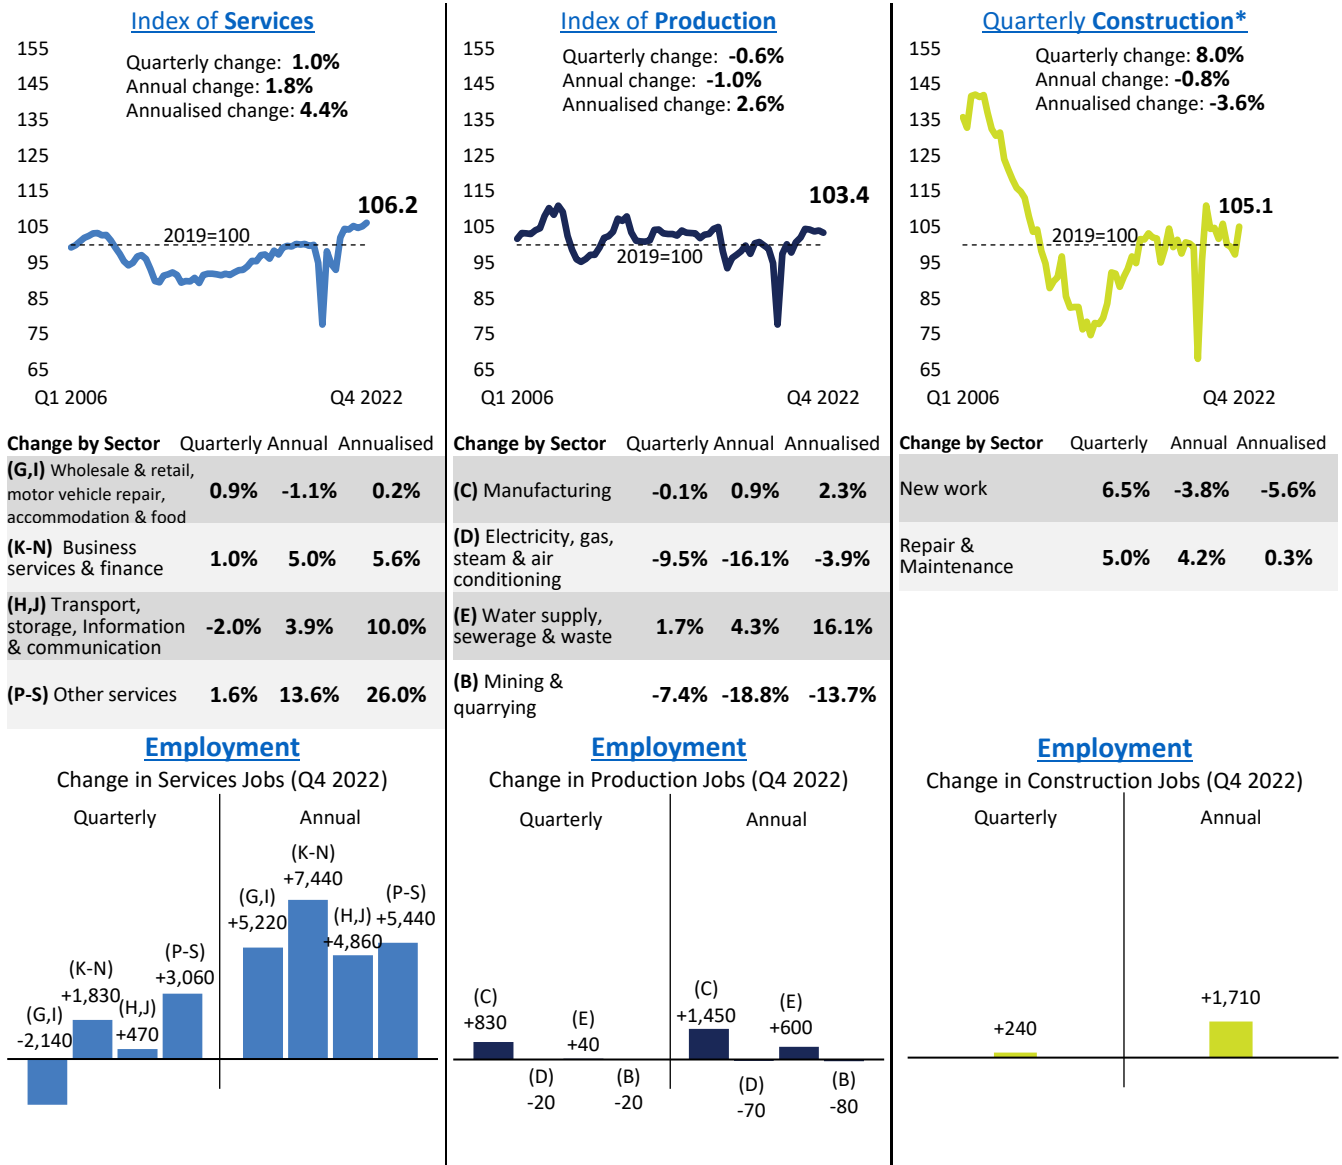 Index of Services
Quarterly change: 1.0%
Annual change: 1.8%
Annualised change: 4.4%
155
145
135
125
115
105
95
85
75
65
106.2
2019=100
Q1 2006
Q4 2022
Change by Sector Quarterly Annual Annualised
(G,I) Wholesale & retail,
motor vehicle repair,
accommodation & food
0.9% -1.1% 0.2%
(K-N) Business
services & finance
1.0% 5.0% 5.6%
(H,J) Transport,
storage, Information
& communication
-2.0% 3.9% 10.0%
(P-S) Other services 1.6% 13.6% 26.0%
Employment
Change in Services Jobs (Q4 2022)
Quarterly
Annual
(G,I)
-2,140
(K-N)
+1,830
(H,J)
+470
(P-S)
+3,060
(G,I)
+5,220
(K-N)
+7,440
(H,J)
+4,860
(P-S)
+5,440
Index of Production
Quarterly change: -0.6%
Annual change: -1.0%
Annualised change: 2.6%
155
145
135
125
115
105
95
85
75
65
103.4
2019=100
Q1 2006
Q4 2022
Change by Sector Quarterly Annual Annualised
(C) Manufacturing -0.1% 0.9% 2.3%
(D) Electricity, gas,
steam & air
conditioning
-9.5% -16.1% -3.9%
(E) Water supply,
sewerage & waste
1.7% 4.3% 16.1%
(B) Mining &
quarrying
-7.4% -18.8% -13.7%
Employment
Change in Production Jobs (Q4 2022)
Quarterly
Annual
(C)
+830
(D)
-20
(E)
+40
(B)
-20
(C)
+1,450
(D)
-70
(E)
+600
(B)
-80
Quarterly Construction*
Quarterly change: 8.0%
Annual change: -0.8%
Annualised change: -3.6%
155
145
135
125
115
105
95
85
75
65
105.1
2019=100
Q1 2006
Q4 2022
Change by Sector Quarterly Annual Annualised
New work 6.5% -3.8% -5.6%
Repair &
Maintenance
5.0% 4.2% 0.3%
Employment
Change in Construction Jobs (Q4 2022)
Quarterly
Annual
+240
+1,710